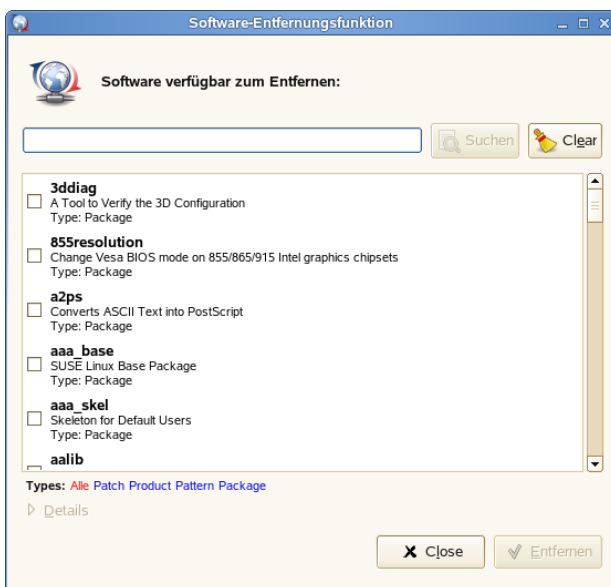 Software-Entfernungsfunktion
Software verfügbar zum Entfernen:
Suchen
Clear
3ddiag
A Tool to Verify the 3D Configuration
Type: Package
855resolution
Change Vesa BIOS mode on 855/865/915 Intel graphics chipsets
Type: Package
a2ps
Converts ASCII Text into PostScript
Type: Package
aaa_base
SUSE Linux Base Package
Type: Package
aaa_skel
Skeleton for Default Users
Type: Package
aalib
Types: Alle Patch Product Pattern Package
Details
Close
Entfernen